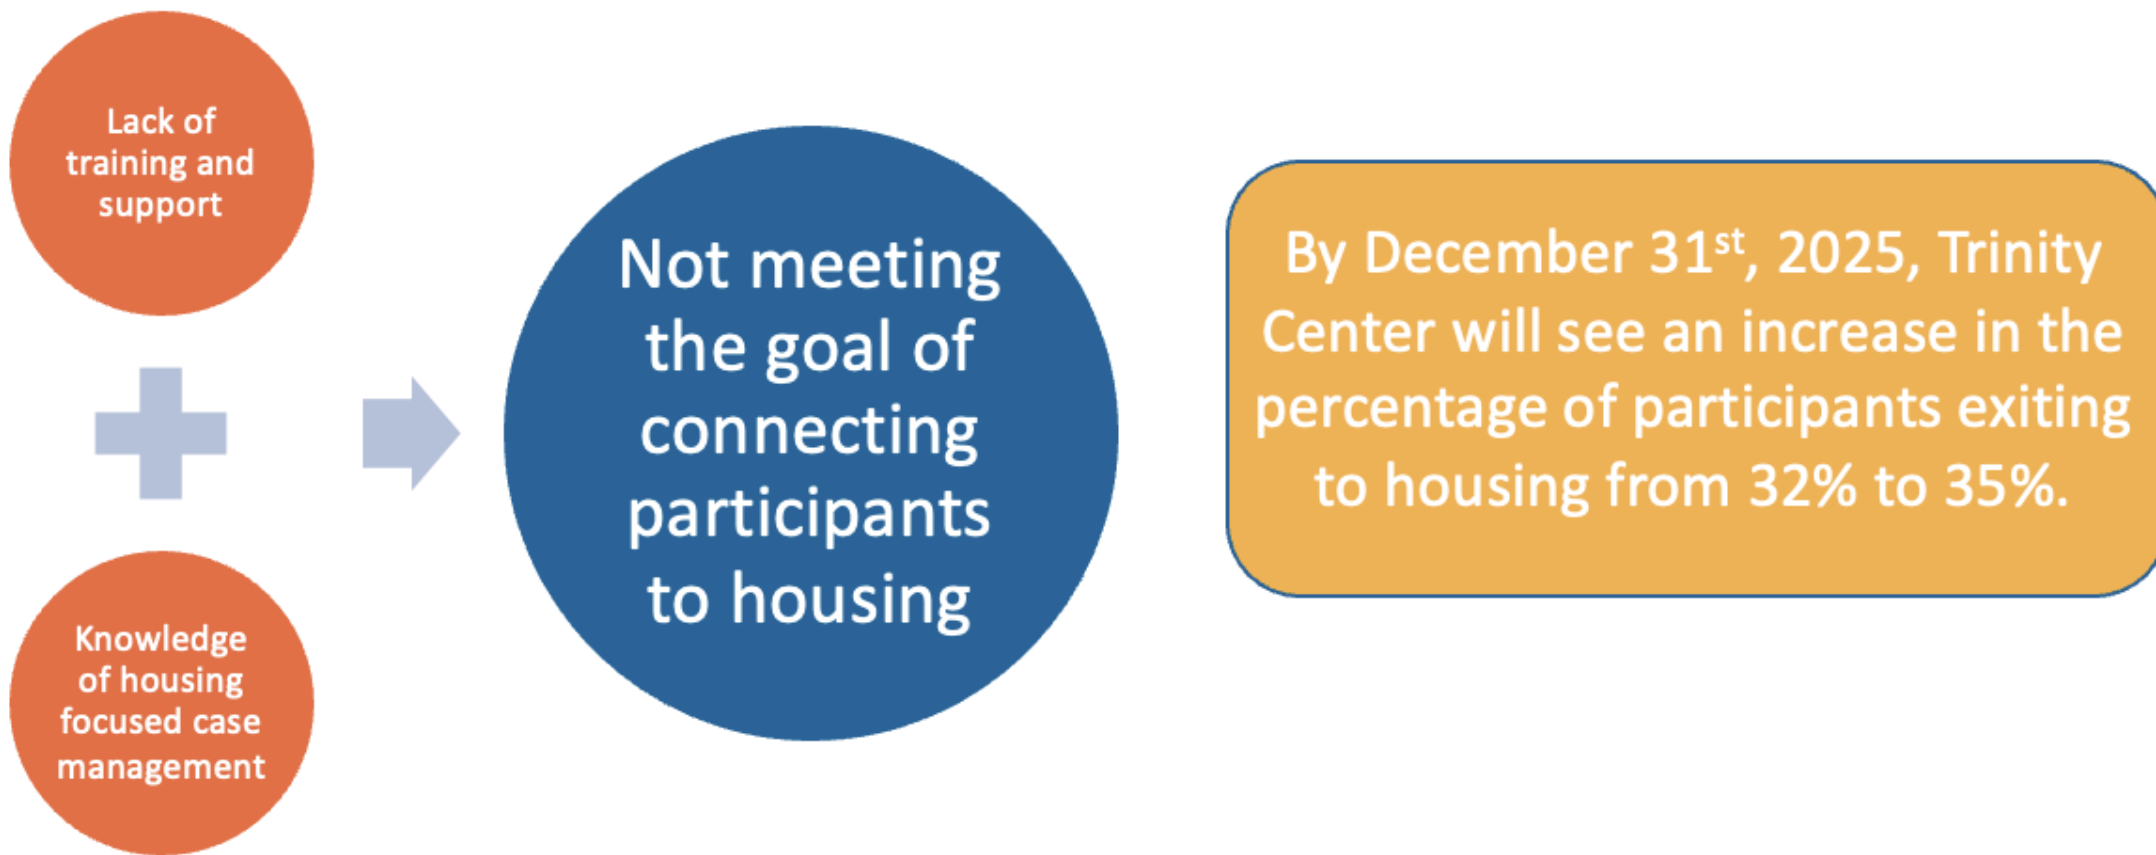 Lack of
training and
support
Knowledge
of housing
focused case
management
Not meeting
the goal of
connecting
participants
to housing
By December 31st, 2025, Trinity
Center will see an increase in the
percentage of participants exiting
to housing from 32% to 35%.